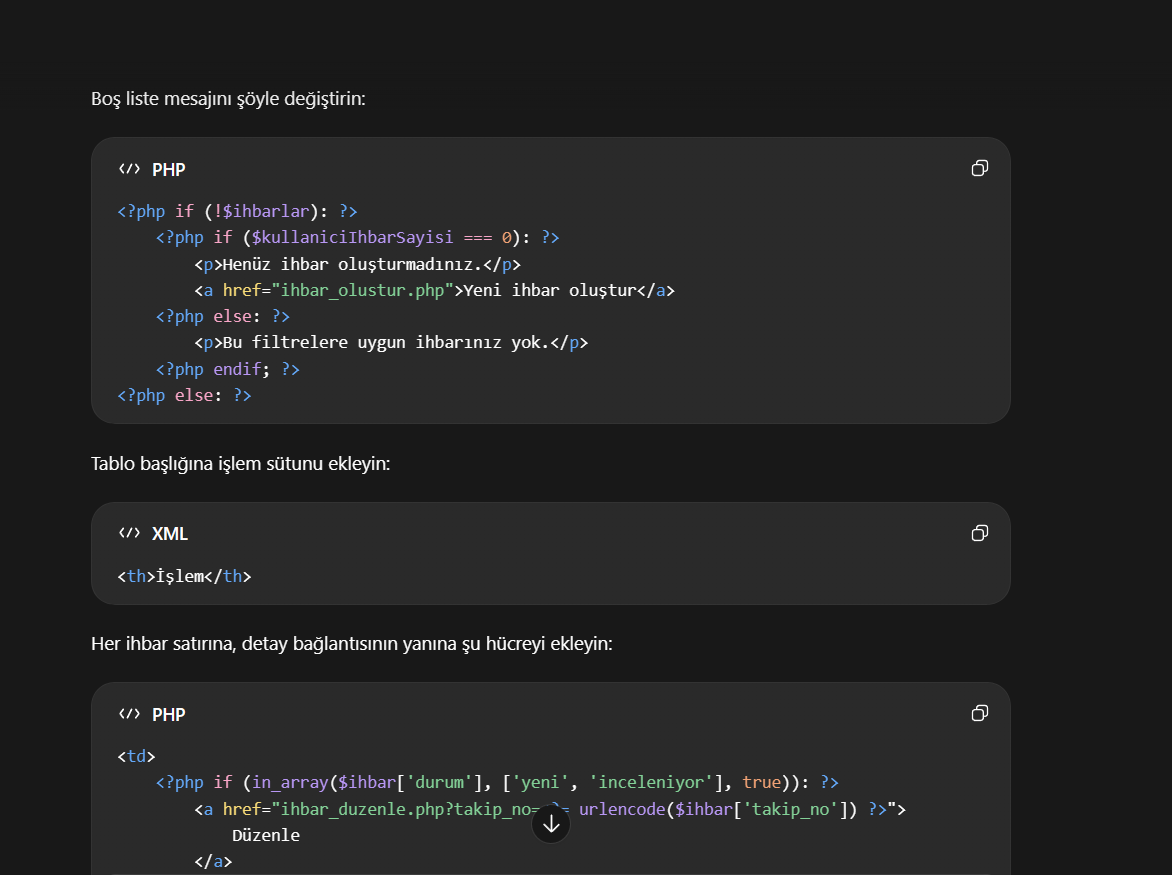 Boş liste mesajını şöyle değiştirin:
</> PHP
<?php if (!$ihbarlar): ?>
<?php if ($kullaniciIhbarSayisi === 0): ?>
<p>Henüz ihbar oluşturmadınız.</p>
<a href="ihbar_olustur.php">Yeni ihbar oluştur</a>
<?php else: ?>
<p>Bu filtrelere uygun ihbarınız yok.</p>
<?php endif; ?>
<?php else: ?>
Tablo başlığına işlem sütunu ekleyin:
</> XML
<th>İşlem</th>
Her ihbar satırına, detay bağlantısının yanına şu hücreyi ekleyin:
</> PHP
<td>
<?php if (in_array($ihbar['durum'], ['yeni', 'inceleniyor'], true)): ?>
<a href="ihbar_duzenle.php?takip_no=<?= urlencode($ihbar['takip_no']) ?>">
Düzenle
</a>